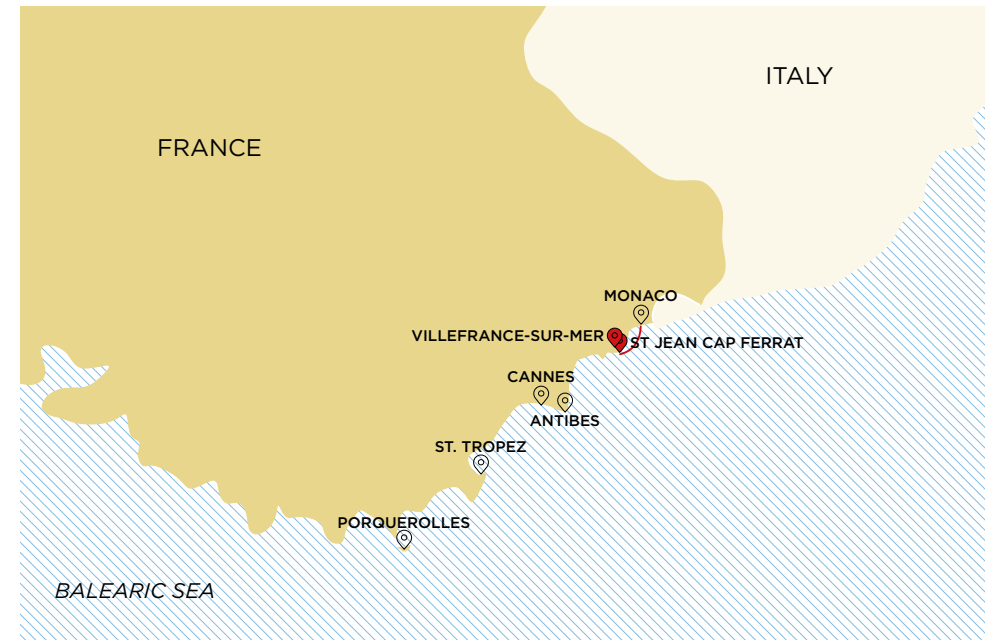 ITALY
FRANCE
MONACO
VILLEFRANCE-SUR-MER
ST JEAN CAP FERRAT
CANNES
ANTIBES
ST. TROPEZ
PORQUEROLLES
BALEARIC SEA